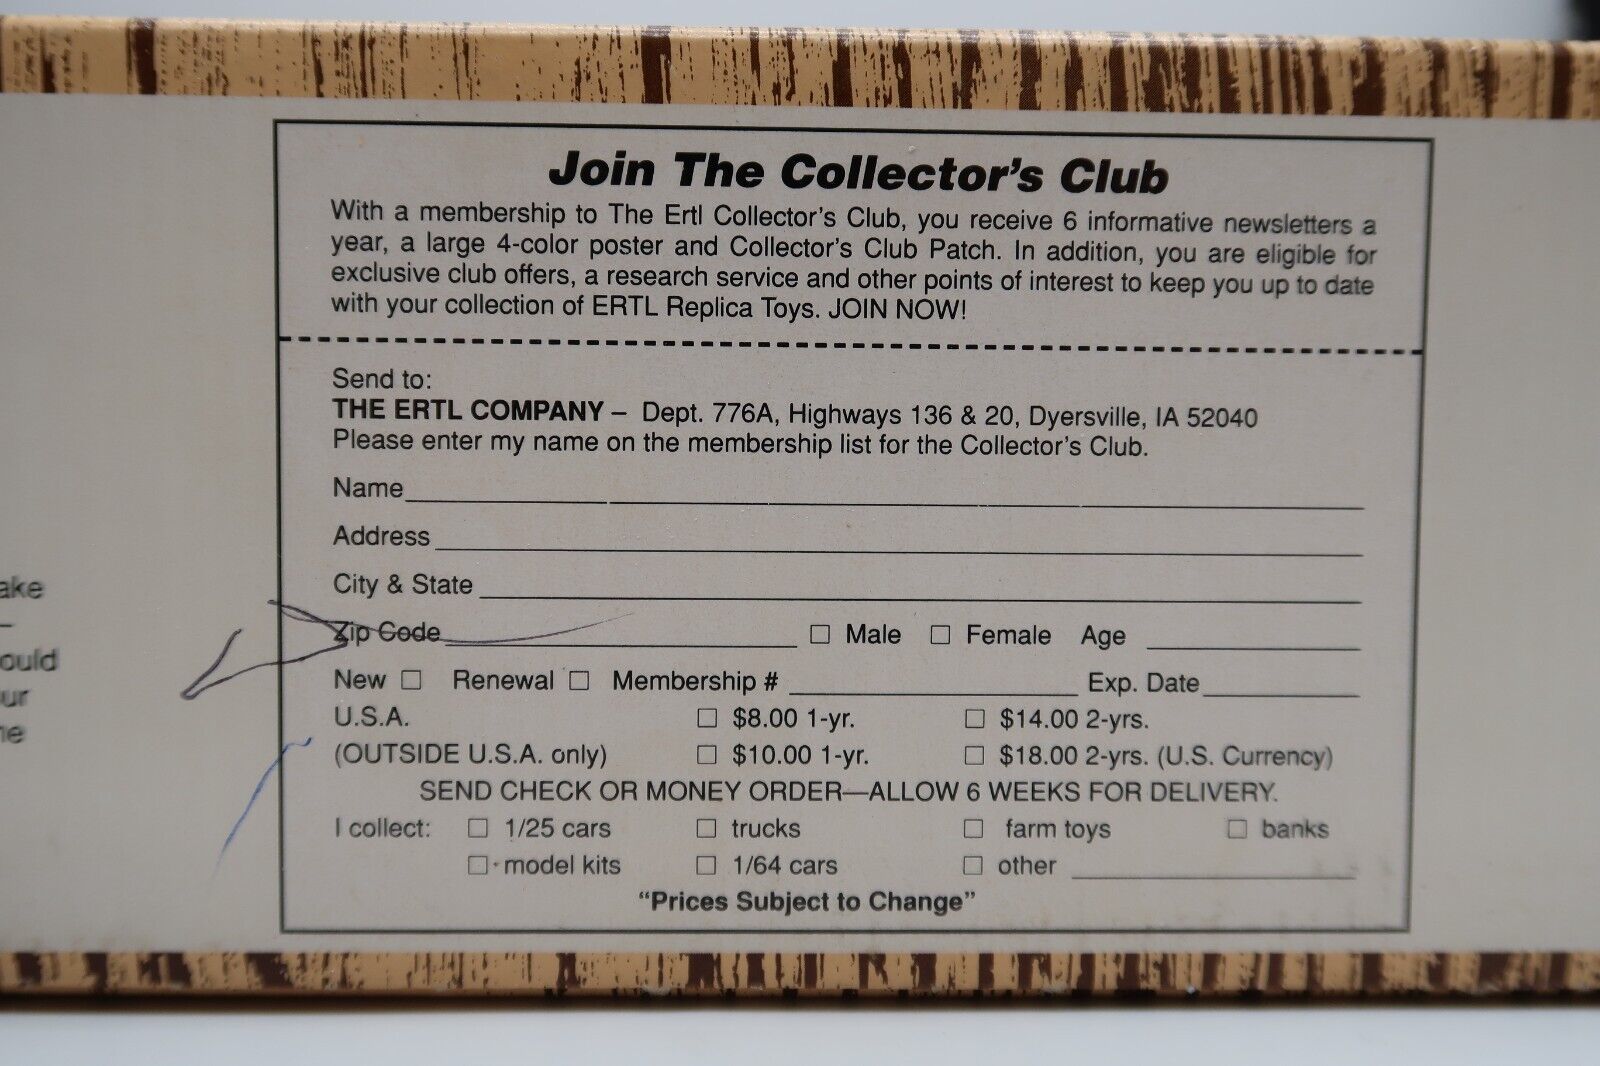 Join The Collector's Club
With a membership to The Ertl Collector's Club, you receive 6 informative newsletters a
year, a large 4-color poster and Collector's Club Patch. In addition, you are eligible for
exclusive club offers, a research service and other points of interest to keep you up to date
with your collection of ERTL Replica Toys. JOIN NOW!
Send to:
THE ERTL COMPANY – Dept. 776A, Highways 136 & 20, Dyersville, IA 52040
Please enter my name on the membership list for the Collector's Club.
Name
Address
City & State
Zip Code □ Male □ Female Age
New □ Renewal □ Membership # Exp. Date
U.S.A. □ $8.00 1-yr. □ $14.00 2-yrs.
(OUTSIDE U.S.A. only) □ $10.00 1-yr. □ $18.00 2-yrs. (U.S. Currency)
SEND CHECK OR MONEY ORDER—ALLOW 6 WEEKS FOR DELIVERY.
I collect: □ 1/25 cars □ trucks □ farm toys □ banks
□ model kits □ 1/64 cars □ other
“Prices Subject to Change”